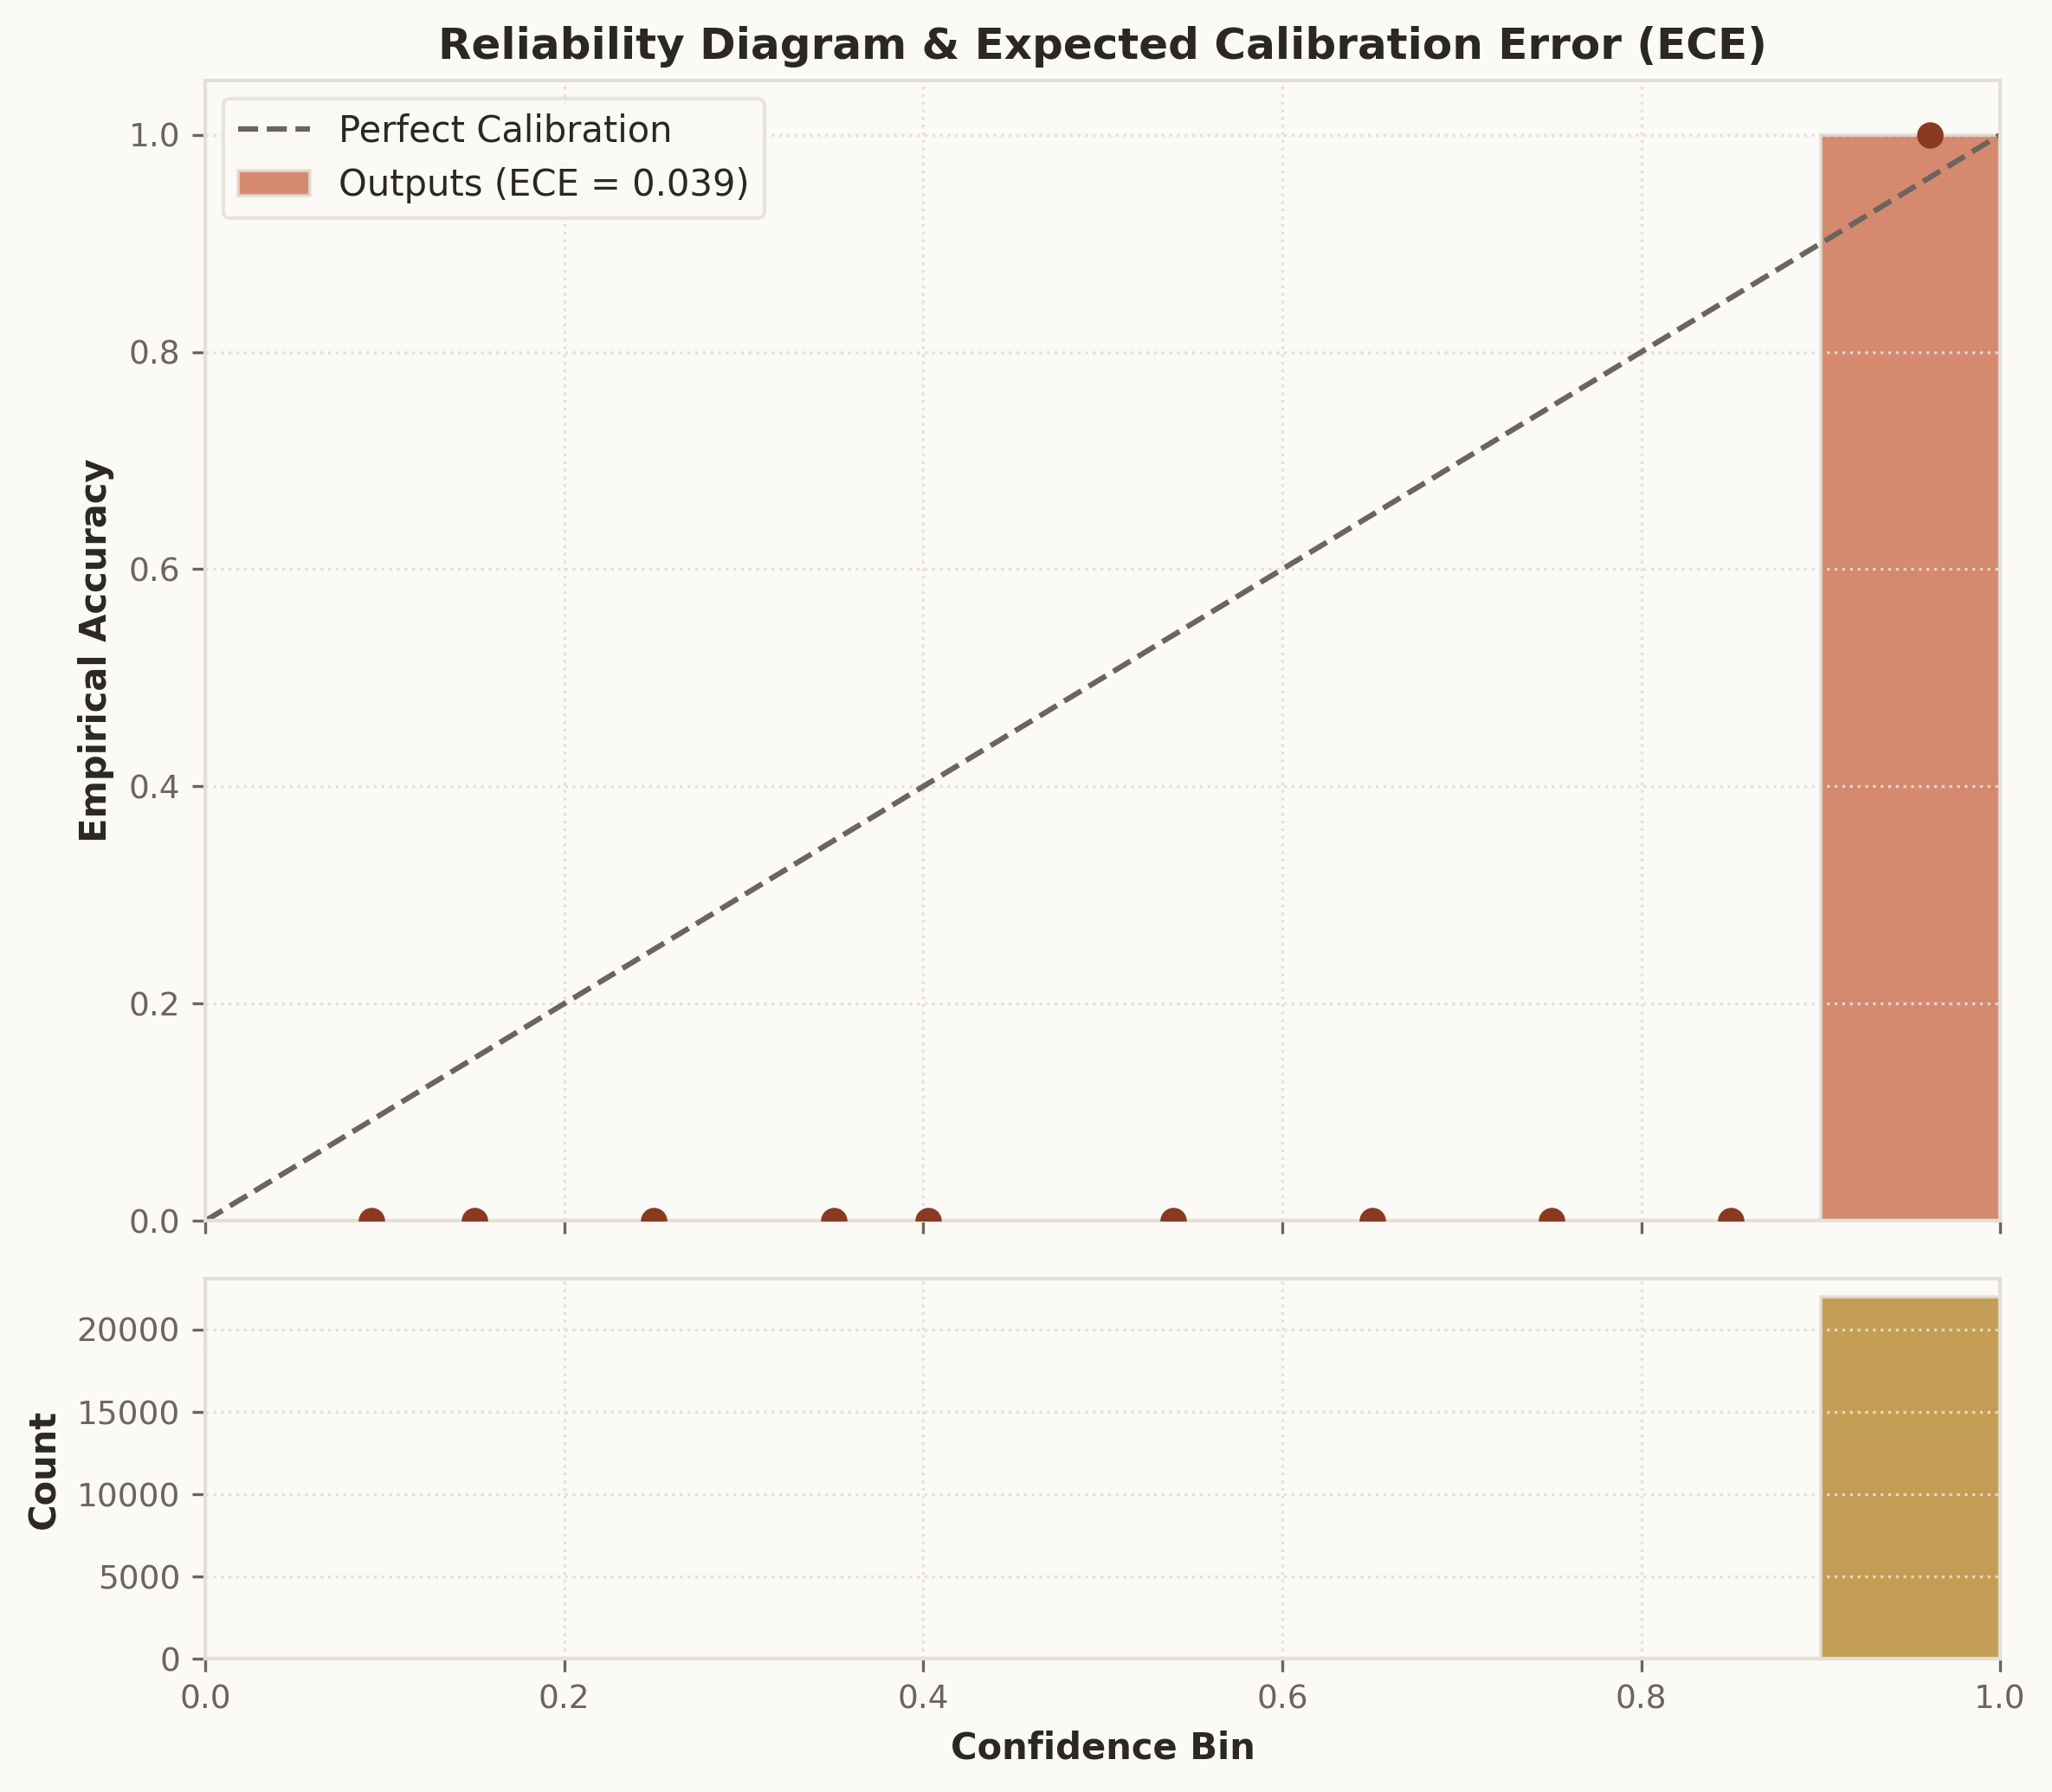 Reliability Diagram & Expected Calibration Error (ECE)
Perfect Calibration
Outputs (ECE = 0.039)
Empirical Accuracy
1.0
0.8
0.6
0.4
0.2
0.0
Count
20000
15000
10000
5000
0
0.0 0.2 0.4 0.6 0.8 1.0
Confidence Bin